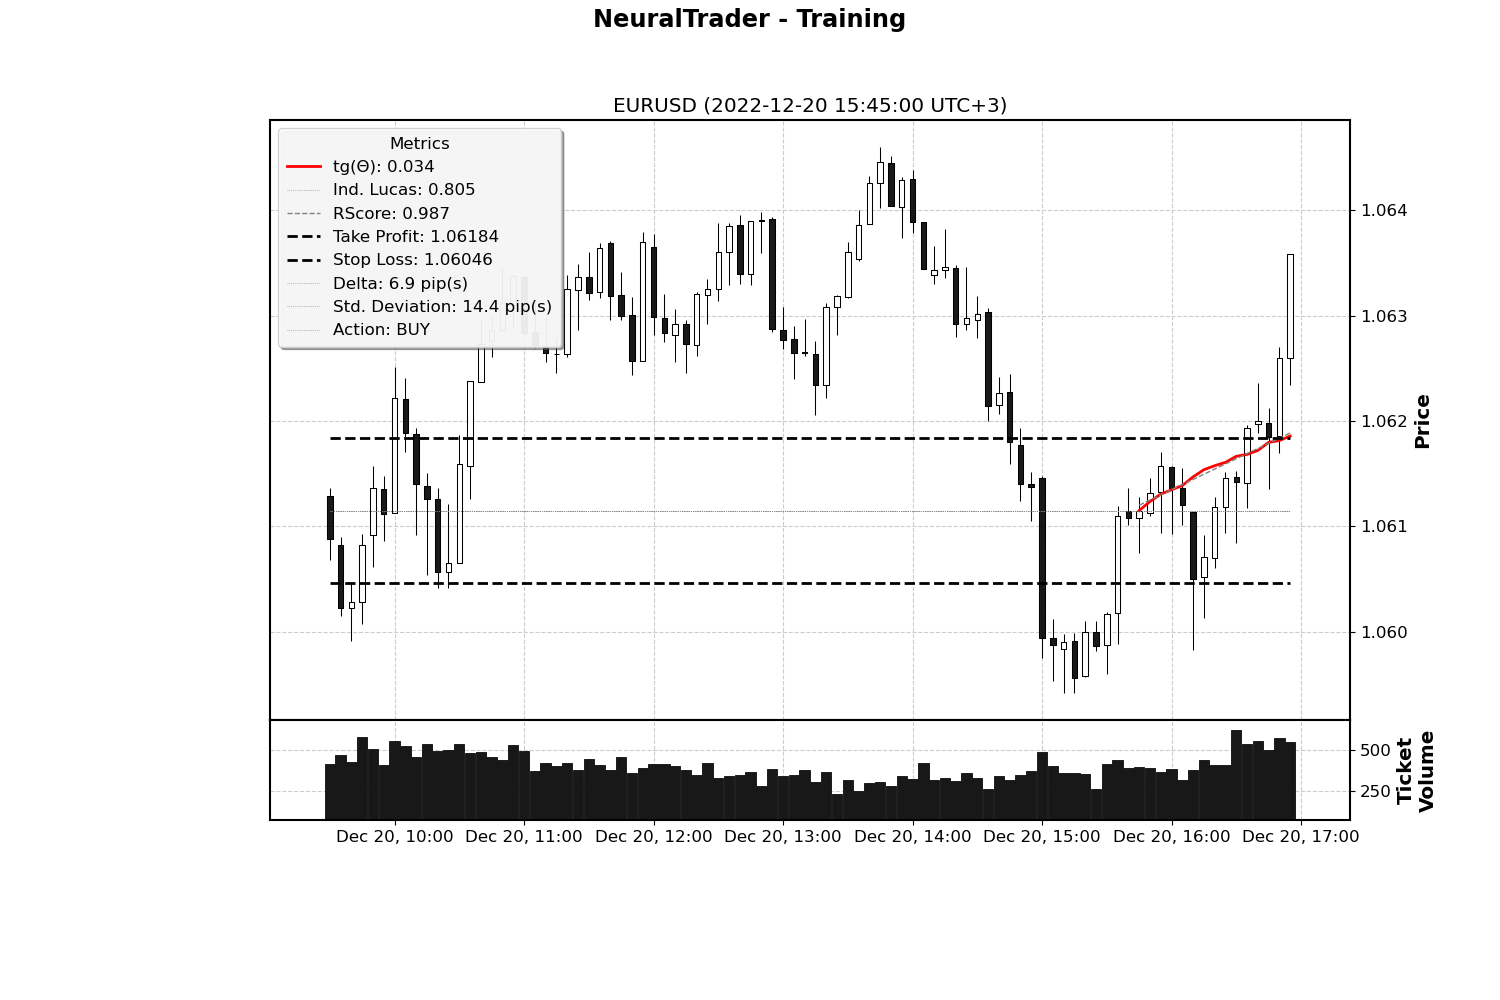 NeuralTrader - Training
EURUSD (2022-12-20 15:45:00 UTC+3)
Metrics
tg(Θ): 0.034
Ind. Lucas: 0.805
RScore: 0.987
Take Profit: 1.06184
Stop Loss: 1.06046
Delta: 6.9 pip(s)
Std. Deviation: 14.4 pip(s)
Action: BUY
1.064
1.063
1.062
1.061
1.060
Price
500
250
Ticket
Volume
Dec 20, 10:00 Dec 20, 11:00 Dec 20, 12:00 Dec 20, 13:00 Dec 20, 14:00 Dec 20, 15:00 Dec 20, 16:00 Dec 20, 17:00